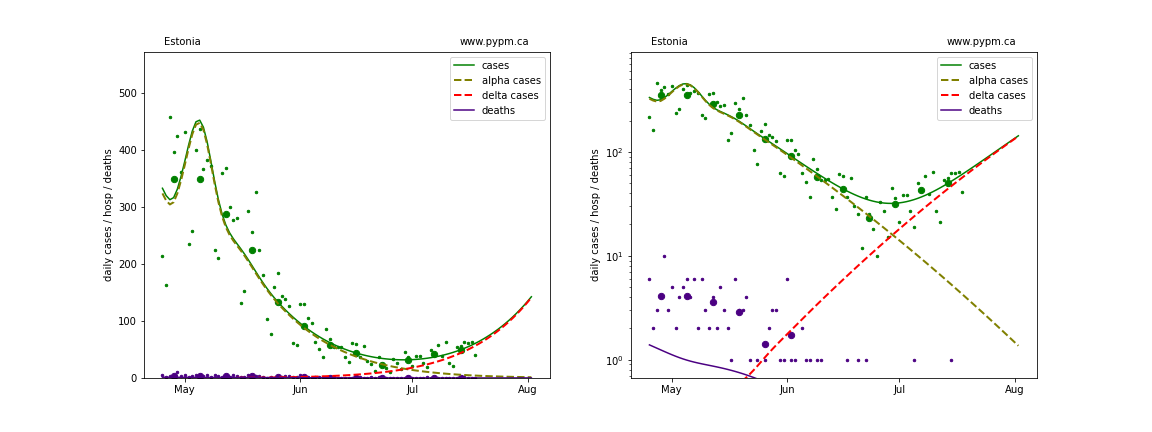 Estonia
www.pypm.ca
cases
alpha cases
delta cases
deaths
daily cases / hosp / deaths
500
400
300
200
100
0
May
Jun
Jul
Aug
Estonia
www.pypm.ca
cases
alpha cases
delta cases
deaths
daily cases / hosp / deaths
10²
10¹
10⁰
May
Jun
Jul
Aug